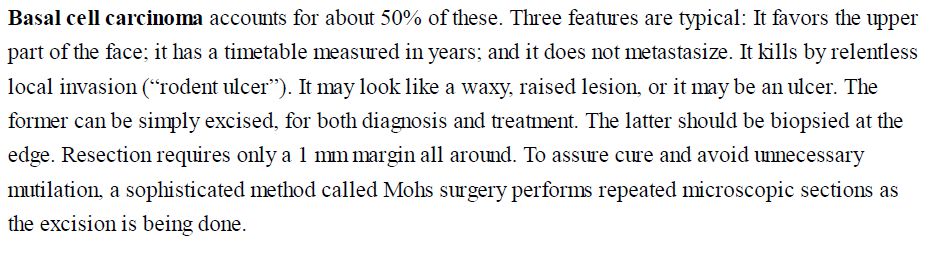 Basal cell carcinoma accounts for about 50% of these. Three features are typical: It favors the upper
part of the face; it has a timetable measured in years; and it does not metastasize. It kills by relentless
local invasion (“rodent ulcer”). It may look like a waxy, raised lesion, or it may be an ulcer. The
former can be simply excised, for both diagnosis and treatment. The latter should be biopsied at the
edge. Resection requires only a 1 mm margin all around. To assure cure and avoid unnecessary
mutilation, a sophisticated method called Mohs surgery performs repeated microscopic sections as
the excision is being done.